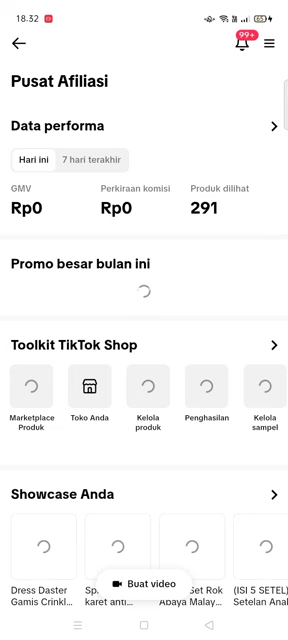 18.32
65
99+
Pusat Afiliasi
Data performa
Hari ini
7 hari terakhir
GMV
Perkiraan komisi
Produk dilihat
Rp0
Rp0
291
Promo besar bulan ini
Toolkit TikTok Shop
Marketplace
Produk
Toko Anda
Kelola
produk
Penghasilan
Kelola
sampel
Showcase Anda
Buat video
Dress Daster
Gamis Crinkl...
karet anti...
Set Rok
Abaya Malay...
(ISI 5 SETEL)
Setelan Ana